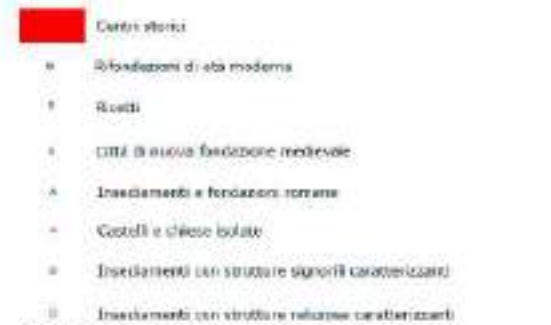 Centri storici
Rifondazioni di età moderna
Ricetti
Città di nuova fondazione medievale
Insediamenti e fondazioni romane
Castelli e chiese isolate
Insediamenti con strutture signorili caratterizzanti
Insediamenti con strutture religiose caratterizzanti